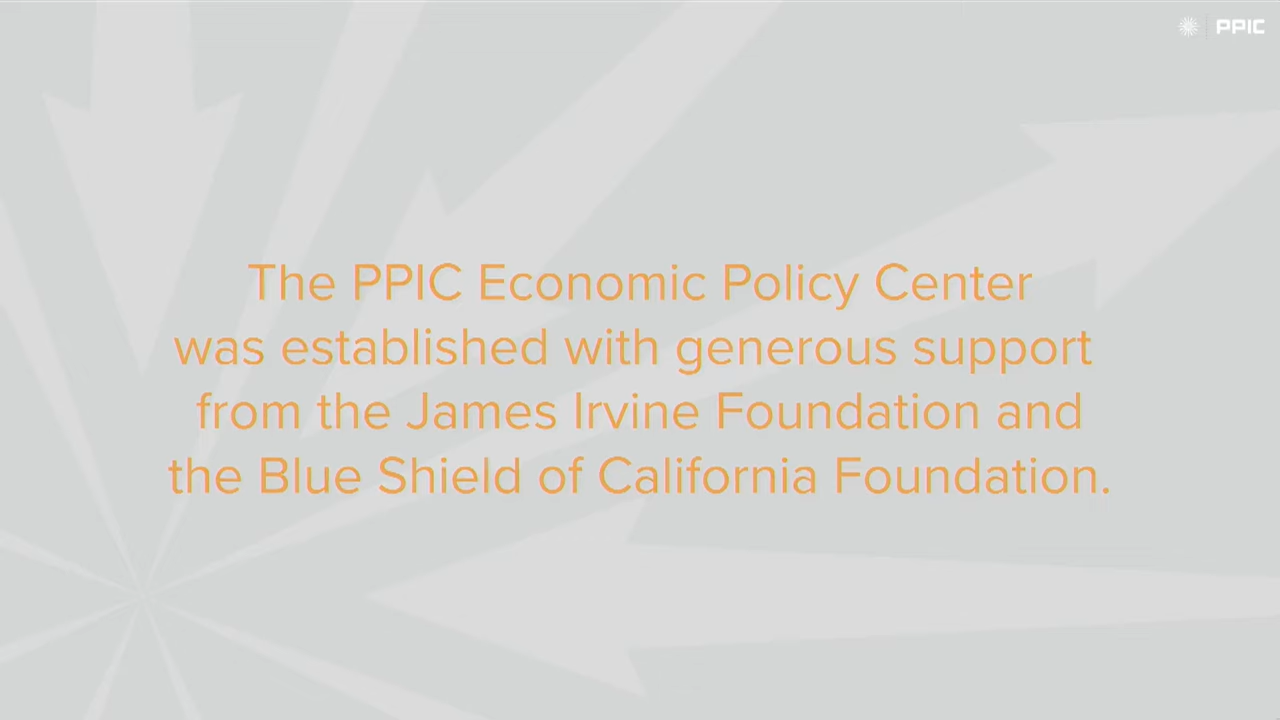 PPIC
The PPIC Economic Policy Center
was established with generous support
from the James Irvine Foundation and
the Blue Shield of California Foundation.